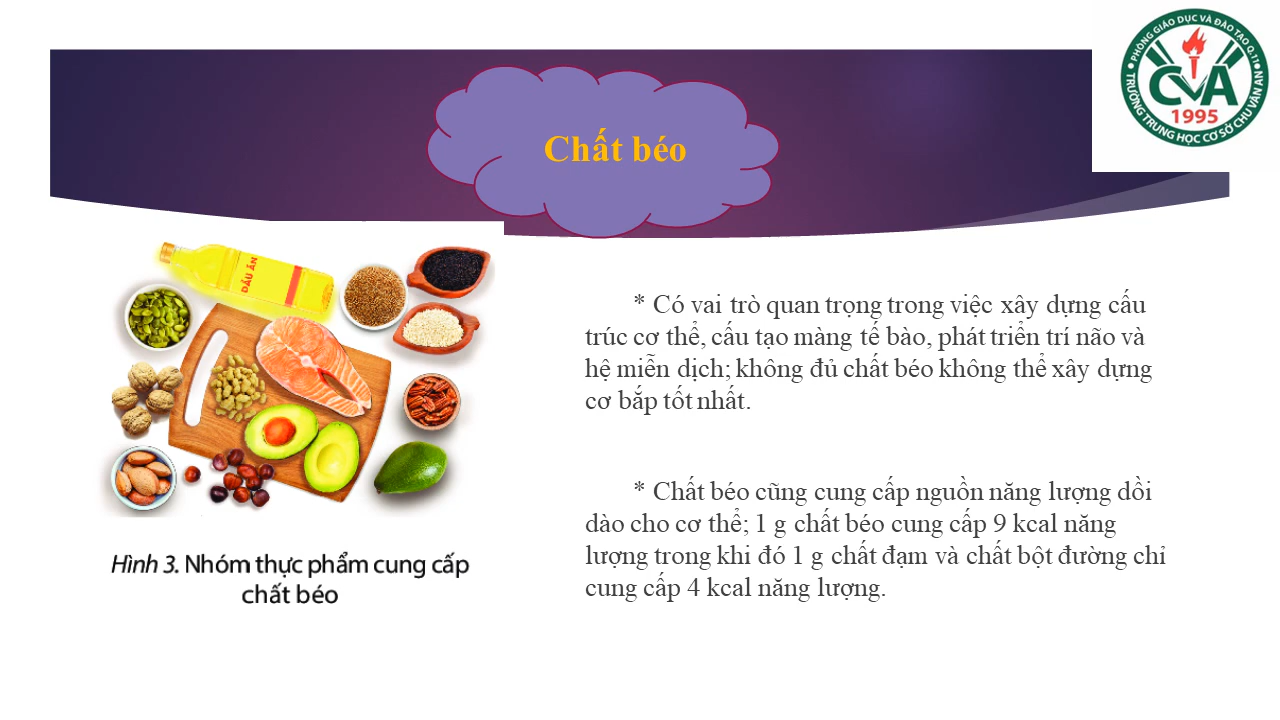 PHÒNG GIÁO DỤC VÀ ĐÀO TẠO Q.11
CVA
1995
TRƯỜNG TRUNG HỌC CƠ SỞ CHU VĂN AN
Chất béo
DẦU ĂN
* Có vai trò quan trọng trong việc xây dựng cấu
trúc cơ thể, cấu tạo màng tế bào, phát triển trí não và
hệ miễn dịch; không đủ chất béo không thể xây dựng
cơ bắp tốt nhất.
* Chất béo cũng cung cấp nguồn năng lượng dồi
dào cho cơ thể; 1 g chất béo cung cấp 9 kcal năng
lượng trong khi đó 1 g chất đạm và chất bột đường chỉ
cung cấp 4 kcal năng lượng.
Hình 3. Nhóm thực phẩm cung cấp
chất béo